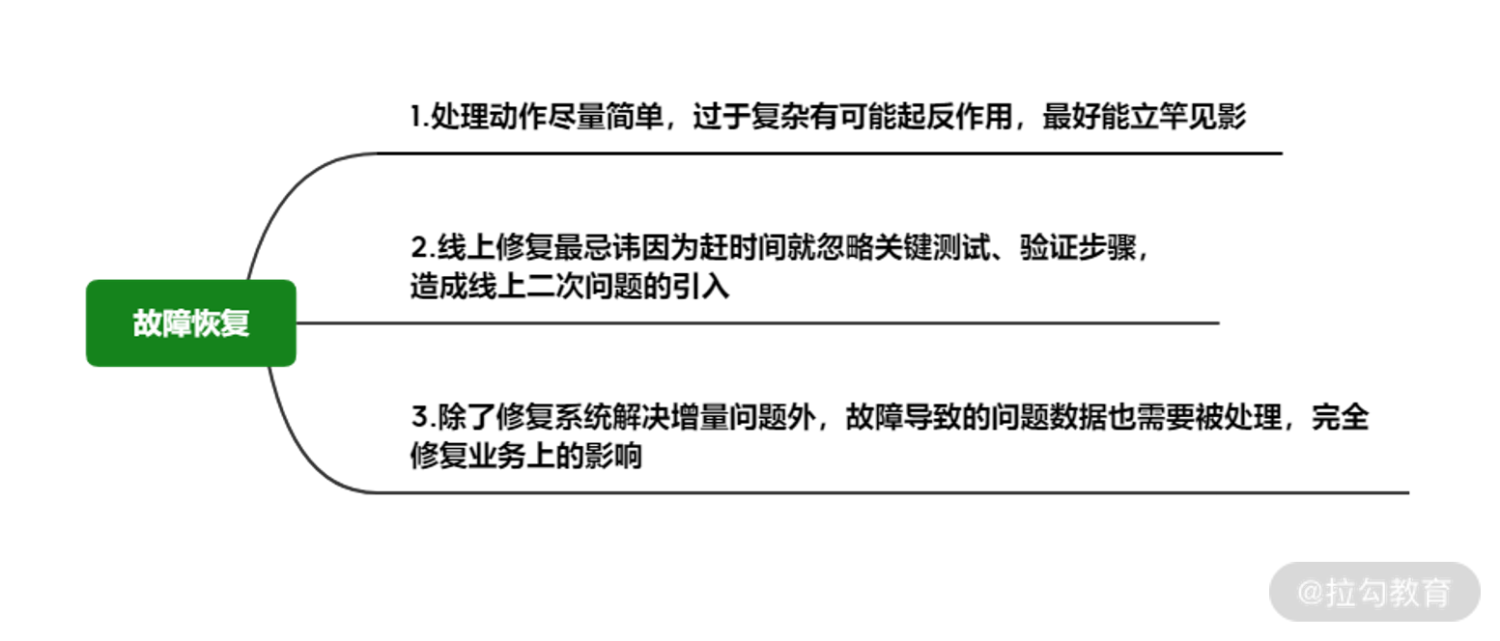 1.处理动作尽量简单，过于复杂有可能起反作用，最好能立竿见影
2.线上修复最忌讳因为赶时间就忽略关键测试、验证步骤，
造成线上二次问题的引入
故障恢复
3.除了修复系统解决增量问题外，故障导致的问题数据也需要被处理，完全
修复业务上的影响
@拉勾教育